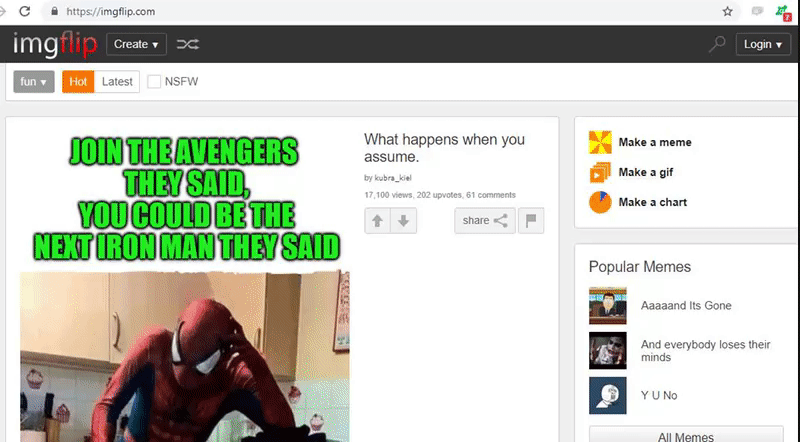 https://imgflip.com
imgflip
Create ▾
Login ▾
fun ▾
Hot
Latest
NSFW
JOIN THE AVENGERS
THEY SAID,
YOU COULD BE THE
NEXT IRON MAN THEY SAID
What happens when you
assume.
by kubra_kiel
17,100 views, 202 upvotes, 61 comments
share
Make a meme
Make a gif
Make a chart
Popular Memes
Aaaaand Its Gone
And everybody loses their
minds
Y U No
All Memes